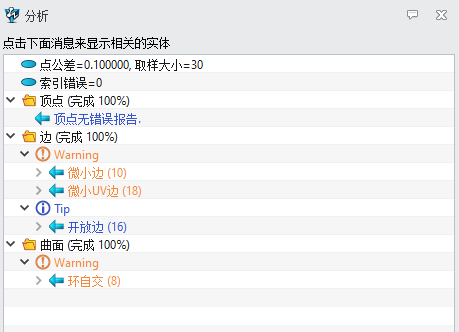 分析
点击下面消息来显示相关的实体
点公差=0.100000, 取样大小=30
索引错误=0
顶点 (完成 100%)
顶点无错误报告.
边 (完成 100%)
Warning
微小边 (10)
微小UV边 (18)
Tip
开放边 (16)
曲面 (完成 100%)
Warning
环自交 (8)